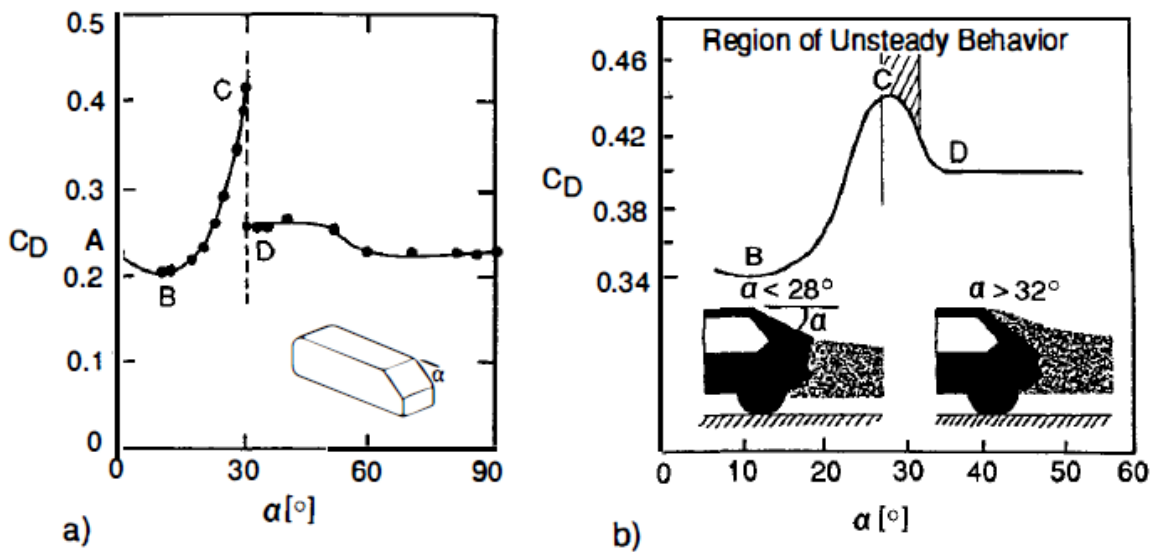 0.5
0.4
0.3
0.2
0.1
0
C_D
A
B
C
D
α
0
30
60
90
α[°]
a)
Region of Unsteady Behavior
0.46
0.42
0.38
0.34
C_D
B
C
D
α < 28°
α
α > 32°
0
10
20
30
40
50
60
α [°]
b)